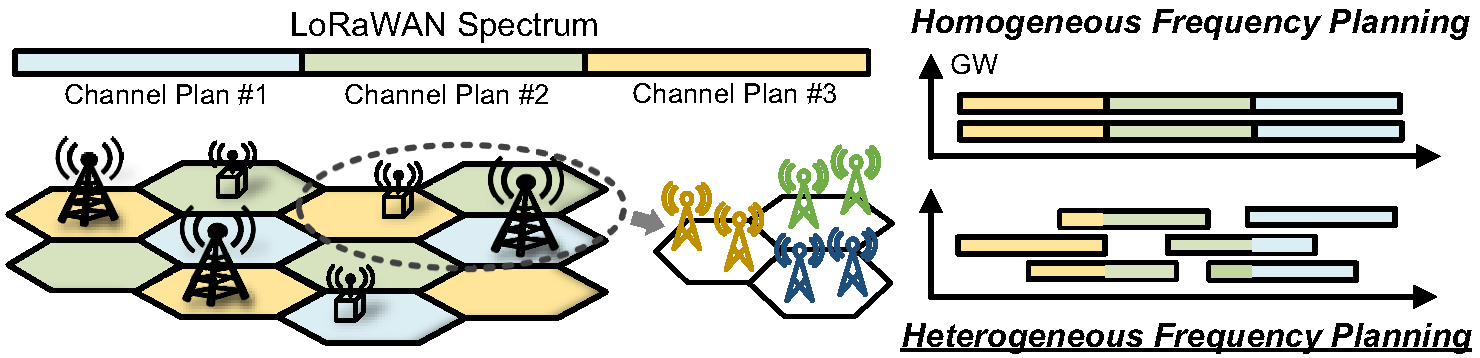 LoRaWAN Spectrum
Channel Plan #1
Channel Plan #2
Channel Plan #3
Homogeneous Frequency Planning
GW
Heterogeneous Frequency Planning